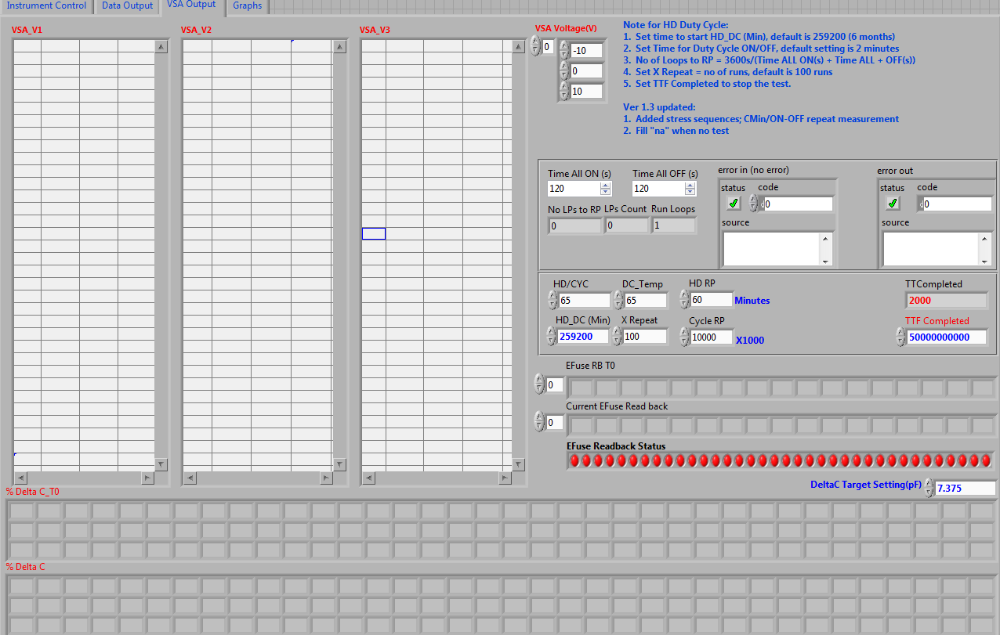 Instrument Control Data Output VSA Output Graphs
VSA_V1 VSA_V2 VSA_V3 VSA Voltage(V)
0 -10
0
10
Note for HD Duty Cycle:
1. Set time to start HD_DC (Min), default is 259200 (6 months)
2. Set Time for Duty Cycle ON/OFF, default setting is 2 minutes
3. No of Loops to RP = 3600s/(Time ALL ON(s) + Time ALL + OFF(s))
4. Set X Repeat = no of runs, default is 100 runs
5. Set TTF Completed to stop the test.
Ver 1.3 updated:
1. Added stress sequences; CMin/ON-OFF repeat measurement
2. Fill "na" when no test
Time All ON (s) Time All OFF (s)
120 120
No LPs to RP LPs Count Run Loops
0 0 1
error in (no error)
status code
0
source
error out
status code
0
source
HD/CYC DC_Temp HD RP TTCompleted
65 65 60 Minutes 2000
HD_DC (Min) X Repeat Cycle RP TTF Completed
259200 100 10000 X1000 50000000000
EFuse RB T0
0
Current EFuse Read back
0
EFuse Readback Status
DeltaC Target Setting(pF) 7.375
% Delta C_T0
% Delta C